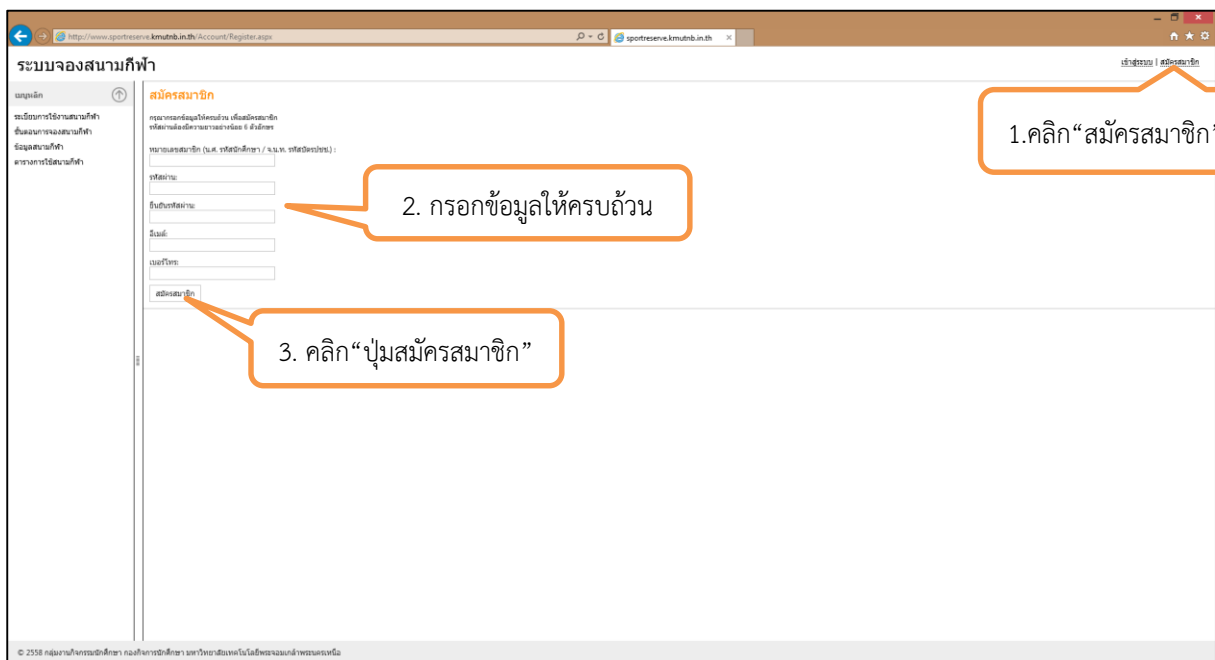 http://www.sportreserve.kmutnb.in.th/Account/Register.aspx
sportreserve.kmutnb.in.th
ระบบจองสนามกีฬา
เข้าสู่ระบบ | สมัครสมาชิก
เมนูหลัก
ระเบียบการใช้งานสนามกีฬา
ขั้นตอนการจองสนามกีฬา
ข้อมูลสนามกีฬา
ตารางการใช้สนามกีฬา
สมัครสมาชิก
กรุณากรอกข้อมูลให้ครบถ้วน เพื่อสมัครสมาชิก
รหัสผ่านต้องมีความยาวอย่างน้อย 6 ตัวอักษร
หมายเลขสมาชิก (น.ศ. รหัสนักศึกษา / จ.น.ท. รหัสบัตรปชช.) :
รหัสผ่าน:
ยืนยันรหัสผ่าน:
อีเมล์:
เบอร์โทร:
สมัครสมาชิก
1.คลิก“สมัครสมาชิก”
2. กรอกข้อมูลให้ครบถ้วน
3. คลิก“ปุ่มสมัครสมาชิก”
© 2558 กลุ่มงานกิจกรรมนักศึกษา กองกิจการนักศึกษา มหาวิทยาลัยเทคโนโลยีพระจอมเกล้าพระนครเหนือ